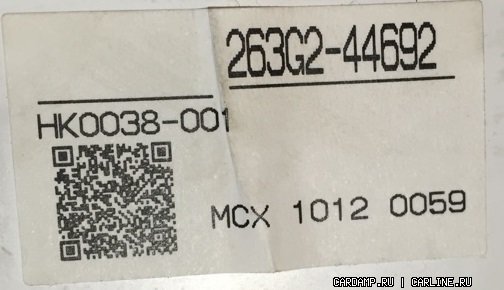 263G2-44692
HK0038-001
MCX 1012 0059
CARDAMP.RU | CARLINE.RU